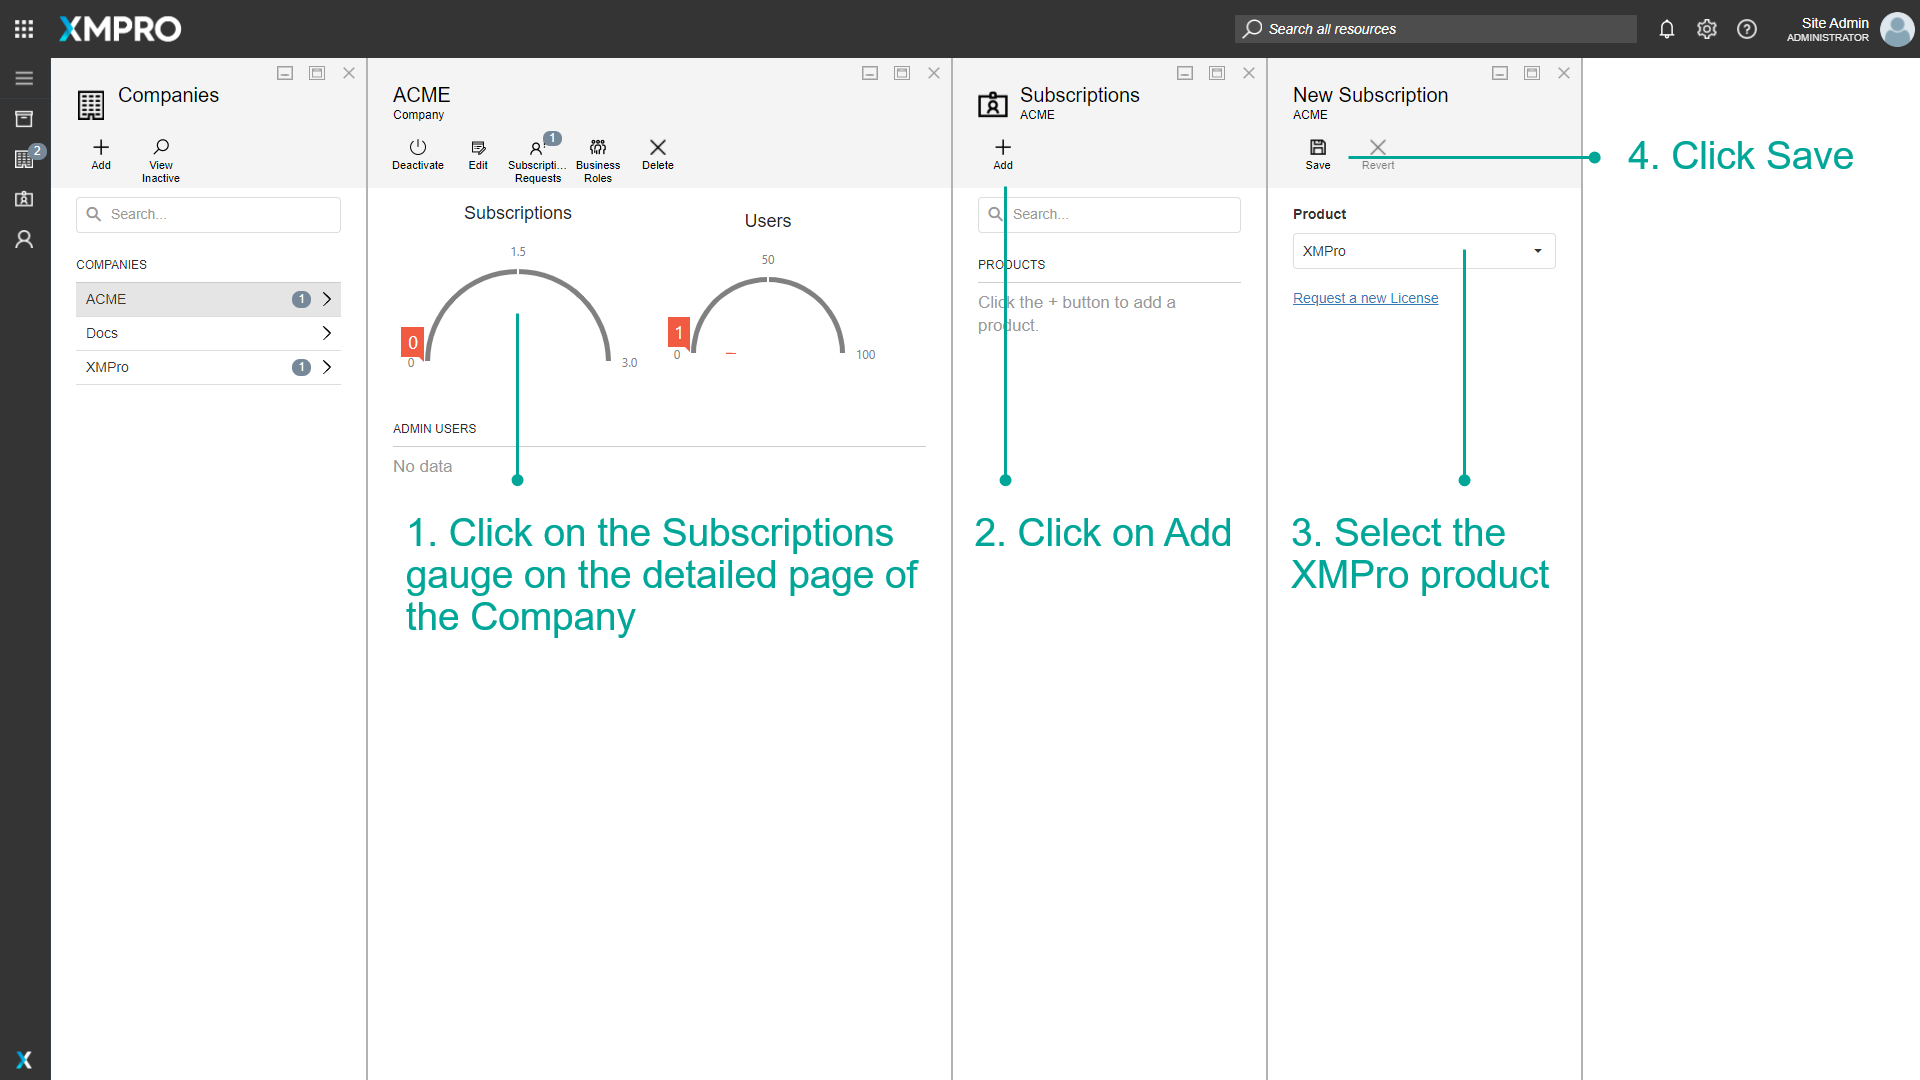 XMPRO
Search all resources
Site Admin
ADMINISTRATOR
2
Companies
Add
View
Inactive
Search...
COMPANIES
ACME 1
Docs
XMPro 1
ACME
Company
Deactivate
Edit
1
Subscripti...
Requests
Business
Roles
Delete
Subscriptions
1.5
0
0
3.0
Users
50
1
0
100
ADMIN USERS
No data
1. Click on the Subscriptions
gauge on the detailed page of
the Company
Subscriptions
ACME
Add
Search...
PRODUCTS
Click the + button to add a
product.
2. Click on Add
New Subscription
ACME
Save
Revert
Product
XMPro
Request a new License
3. Select the
XMPro product
4. Click Save